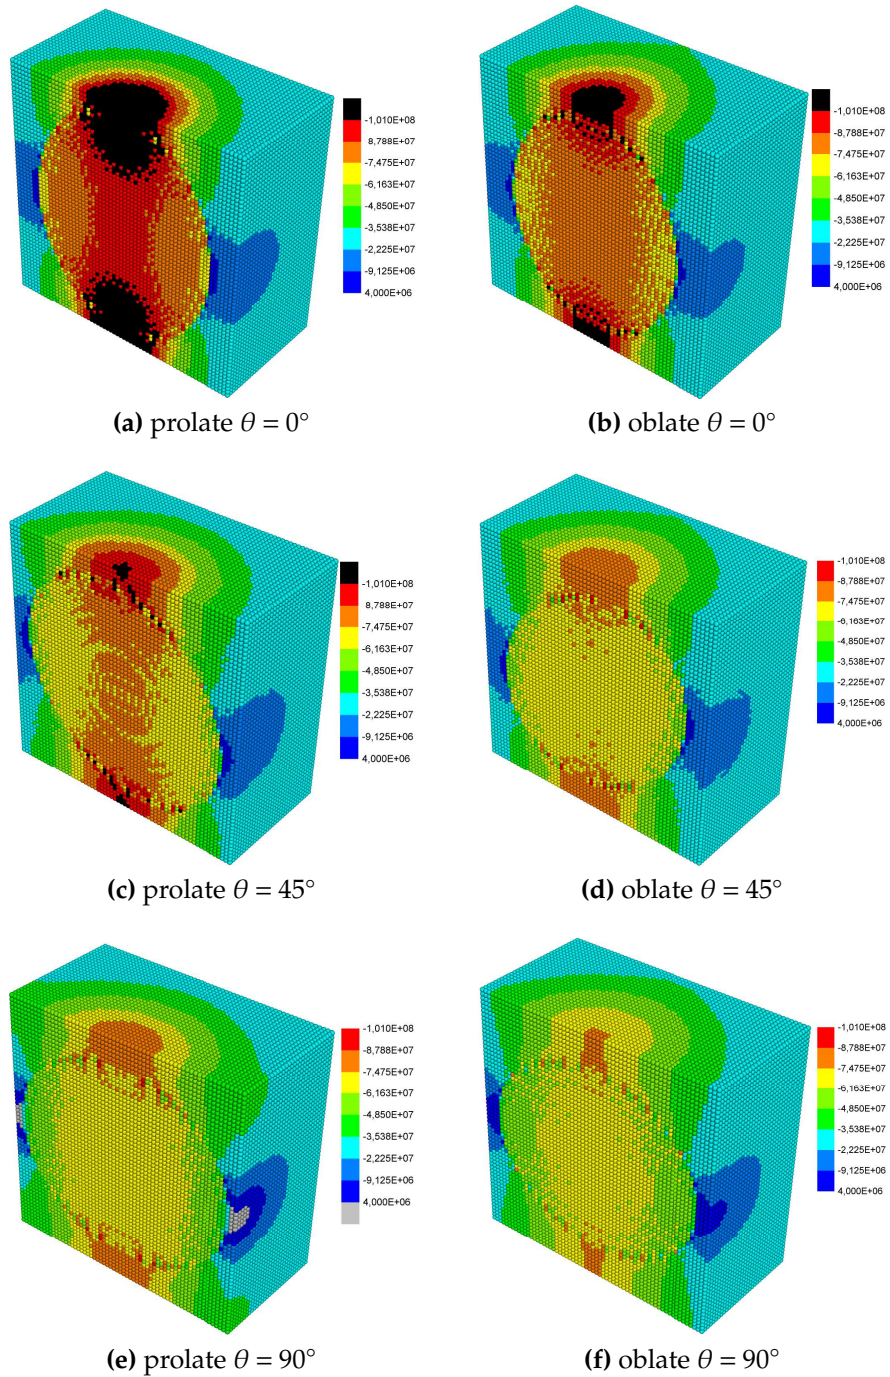 -1,010E+08
8,788E+07
-7,475E+07
-6,163E+07
-4,850E+07
-3,538E+07
-2,225E+07
-9,125E+06
4,000E+06
(a) prolate θ = 0°
-1,010E+08
8,788E+07
-7,475E+07
-6,163E+07
-4,850E+07
-3,538E+07
-2,225E+07
-9,125E+06
4,000E+06
(b) oblate θ = 0°
-1,010E+08
8,788E+07
-7,475E+07
-6,163E+07
-4,850E+07
-3,538E+07
-2,225E+07
-9,125E+06
4,000E+06
(c) prolate θ = 45°
-1,010E+08
-8,788E+07
-7,475E+07
-6,163E+07
-4,850E+07
-3,538E+07
-2,225E+07
-9,125E+06
4,000E+06
(d) oblate θ = 45°
-1,010E+08
-8,788E+07
-7,475E+07
-6,163E+07
-4,850E+07
-3,538E+07
-2,225E+07
-9,125E+06
4,000E+06
(e) prolate θ = 90°
-1,010E+08
-8,788E+07
-7,475E+07
-6,163E+07
-4,850E+07
-3,538E+07
-2,225E+07
-9,125E+06
4,000E+06
(f) oblate θ = 90°